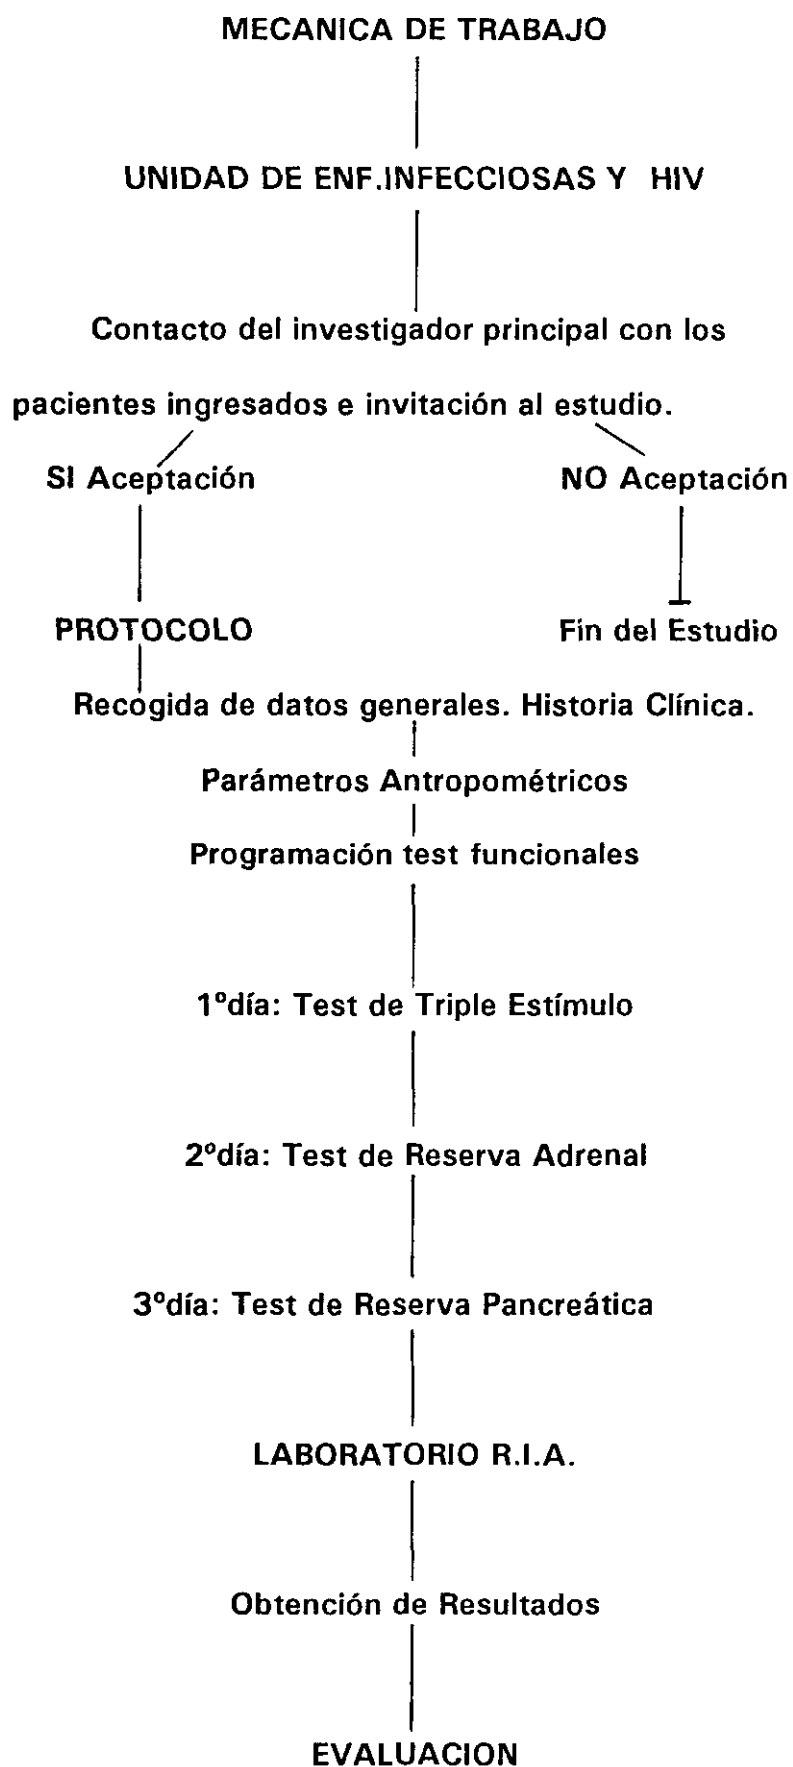 MECANICA DE TRABAJO
UNIDAD DE ENF.INFECCIOSAS Y HIV
Contacto del investigador principal con los
pacientes ingresados e invitación al estudio.
SI Aceptación
NO Aceptación
PROTOCOLO
Fin del Estudio
Recogida de datos generales. Historia Clínica.
Parámetros Antropométricos
Programación test funcionales
1ºdía: Test de Triple Estímulo
2ºdía: Test de Reserva Adrenal
3ºdía: Test de Reserva Pancreática
LABORATORIO R.I.A.
Obtención de Resultados
EVALUACION